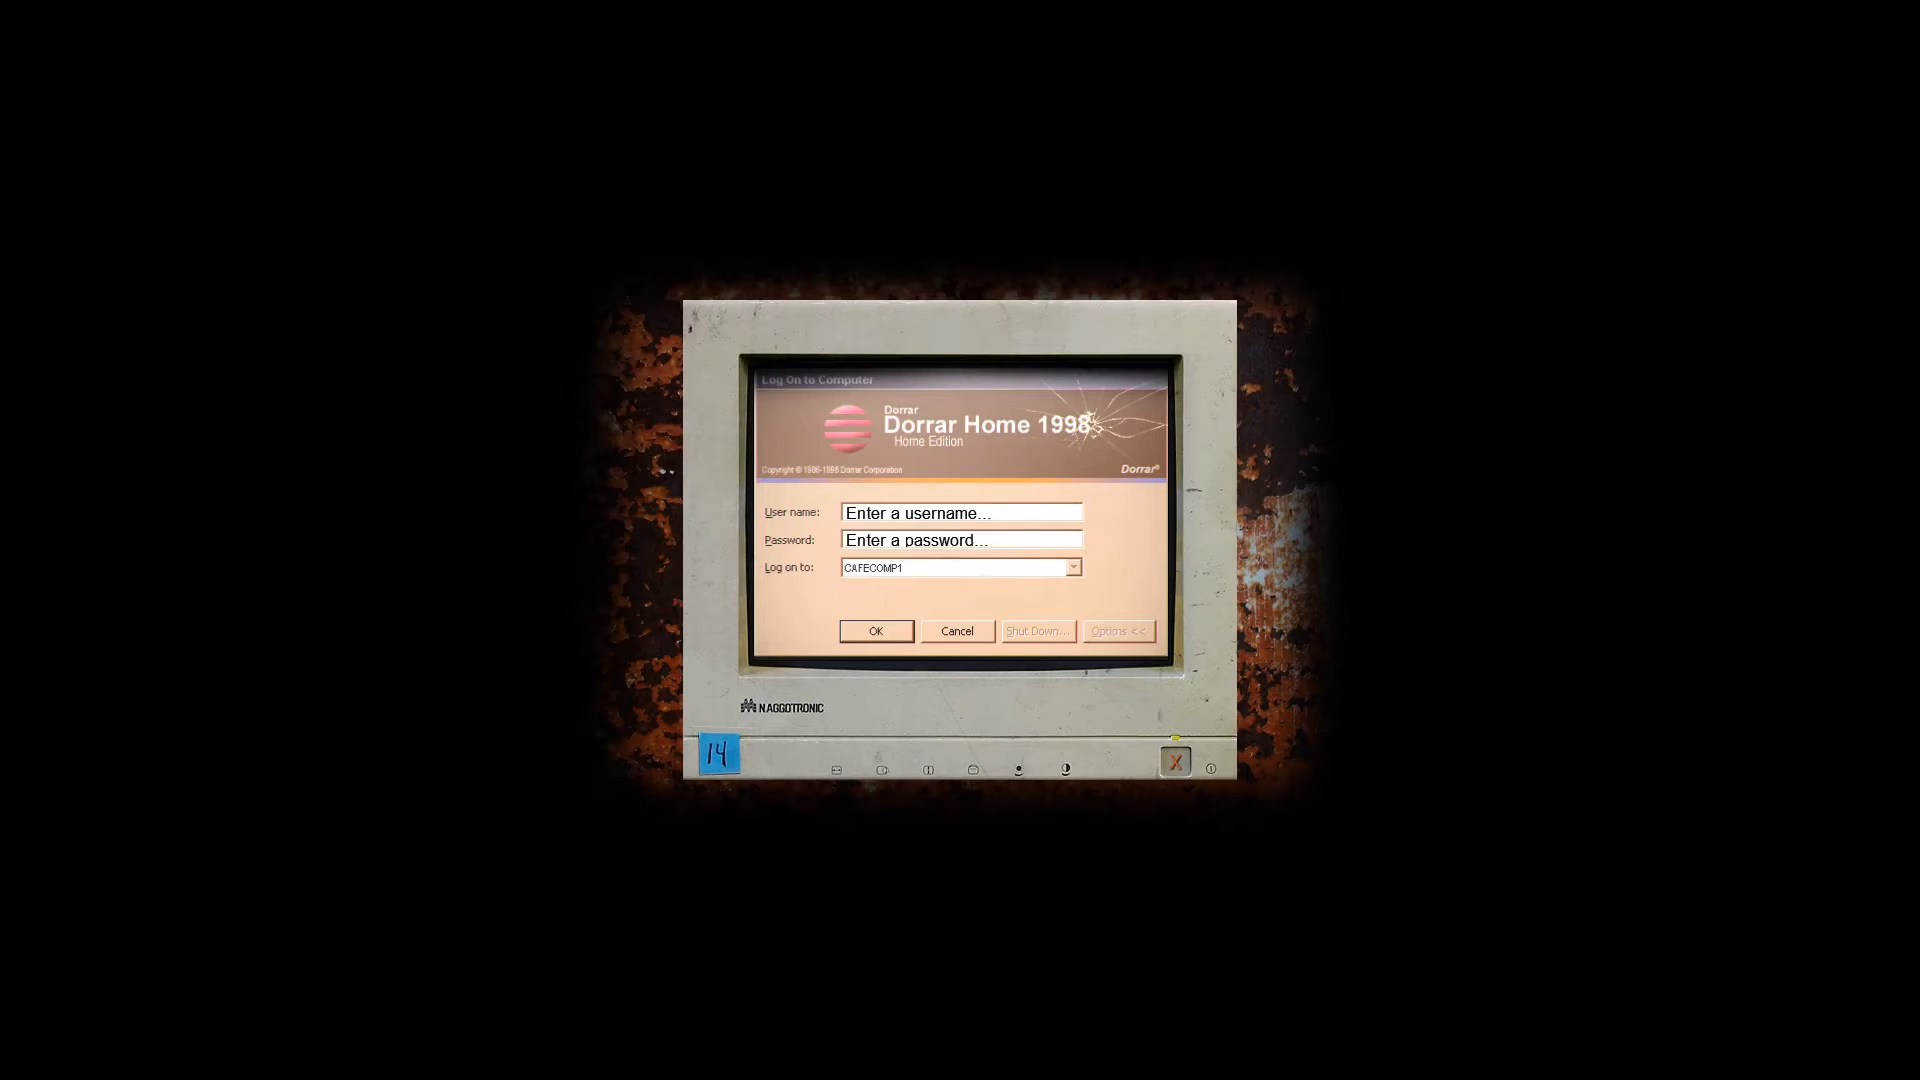 Log On to Computer
Dorrar
Dorrar Home 1998
Home Edition
Copyright © 1986-1998 Dorrar Corporation
Dorrar®
User name: Enter a username...
Password: Enter a password...
Log on to: CAFECOMP1
OK Cancel Shut Down... Options <<
NAGGOTRONIC
14
X